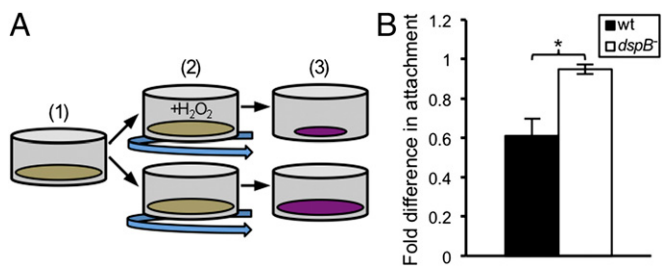 A
(1)
(2)
(3)
+H₂O₂
B
Fold difference in attachment
1.2
1
0.8
0.6
0.4
0.2
0
*
wt
dspB⁻